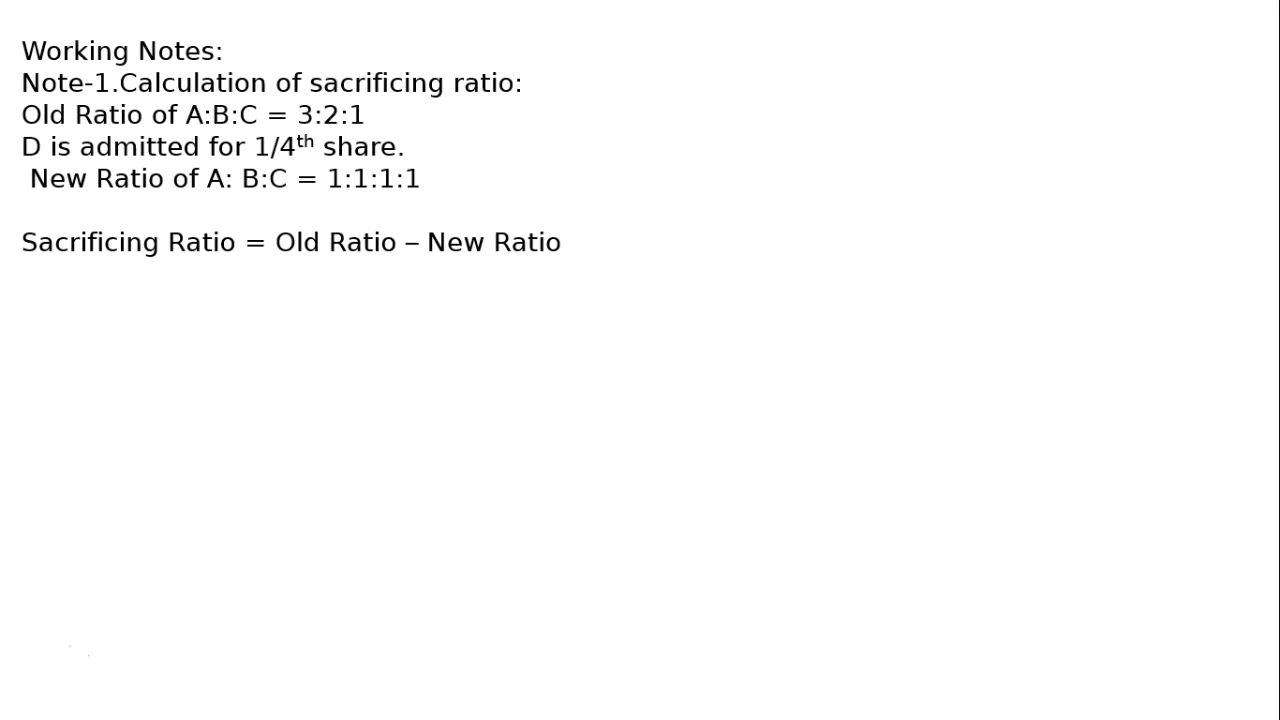 Working Notes:
Note-1.Calculation of sacrificing ratio:
Old Ratio of A:B:C = 3:2:1
D is admitted for 1/4ᵗʰ share.
New Ratio of A: B:C = 1:1:1:1
Sacrificing Ratio = Old Ratio – New Ratio